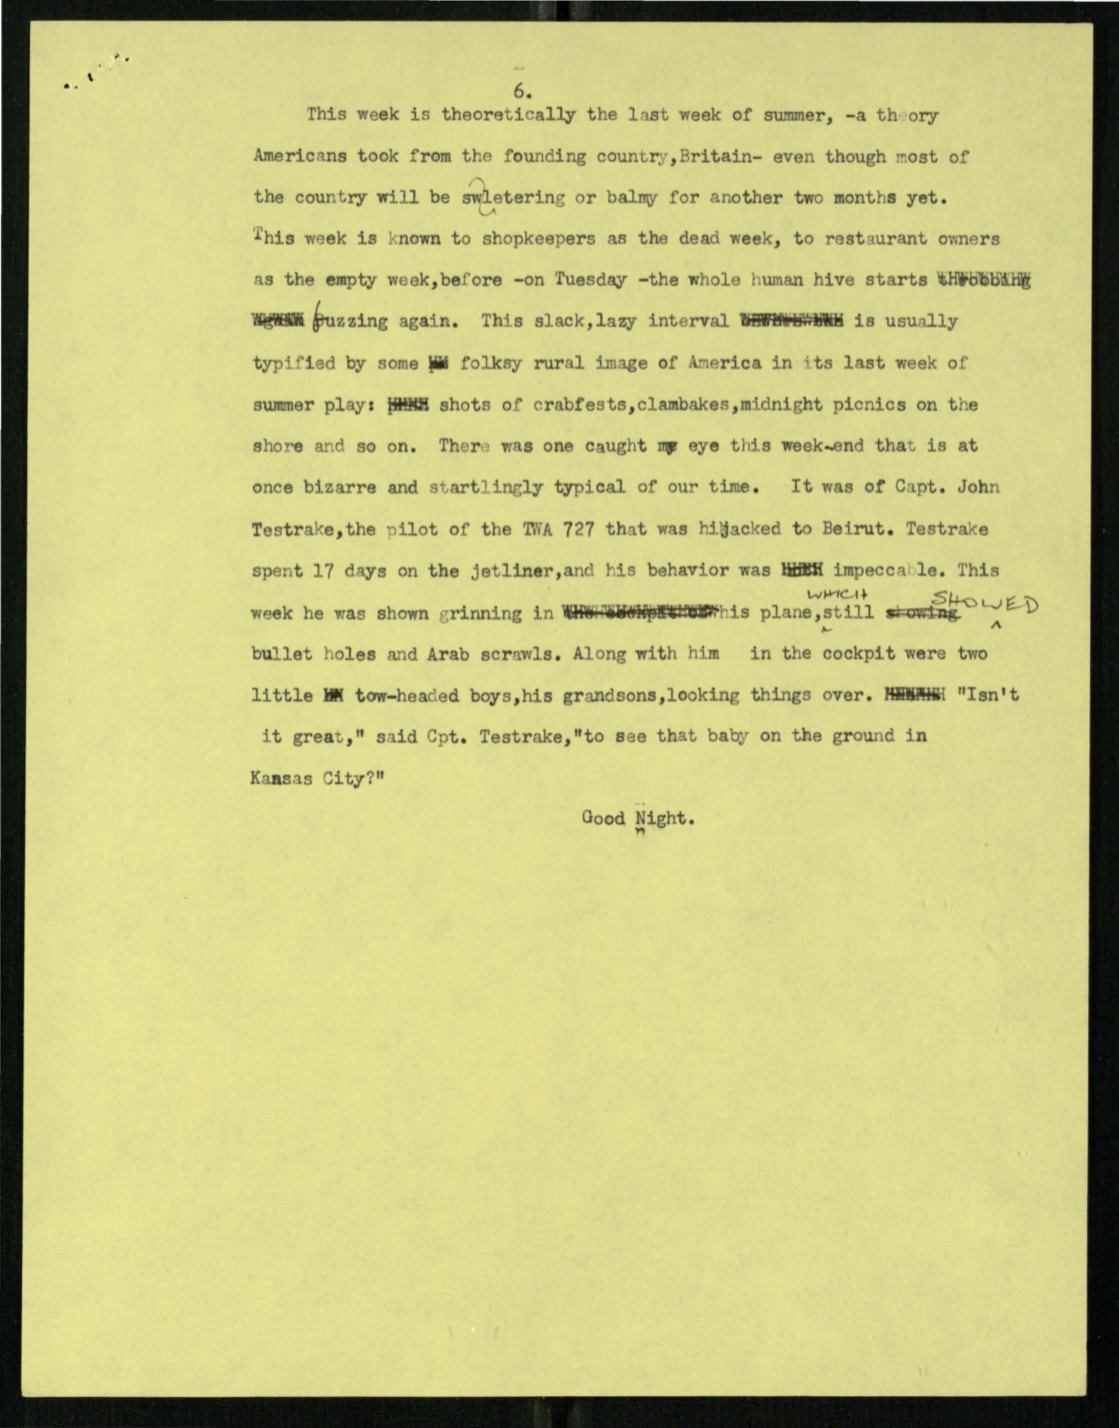 6.
This week is theoretically the last week of summer, -a theory
Americans took from the founding country,Britain- even though most of
the country will be swletering or balmy for another two months yet.
This week is known to shopkeepers as the dead week, to restaurant owners
as the empty week,before -on Tuesday -the whole human hive starts throbbing
again buzzing again. This slack,lazy interval is usually
typified by some folksy rural image of America in its last week of
summer play: shots of crabfests,clambakes,midnight picnics on the
shore and so on. There was one caught my eye this week-end that is at
once bizarre and startlingly typical of our time. It was of Capt. John
Testrake,the pilot of the TWA 727 that was hijacked to Beirut. Testrake
spent 17 days on the jetliner,and his behavior was impeccable. This
WHICH SHOWED
week he was shown grinning in the cockpit of his plane,still showing
bullet holes and Arab scrawls. Along with him in the cockpit were two
little tow-headed boys,his grandsons,looking things over. "Isn't
it great," said Cpt. Testrake,"to see that baby on the ground in
Kansas City?"
Good Night.